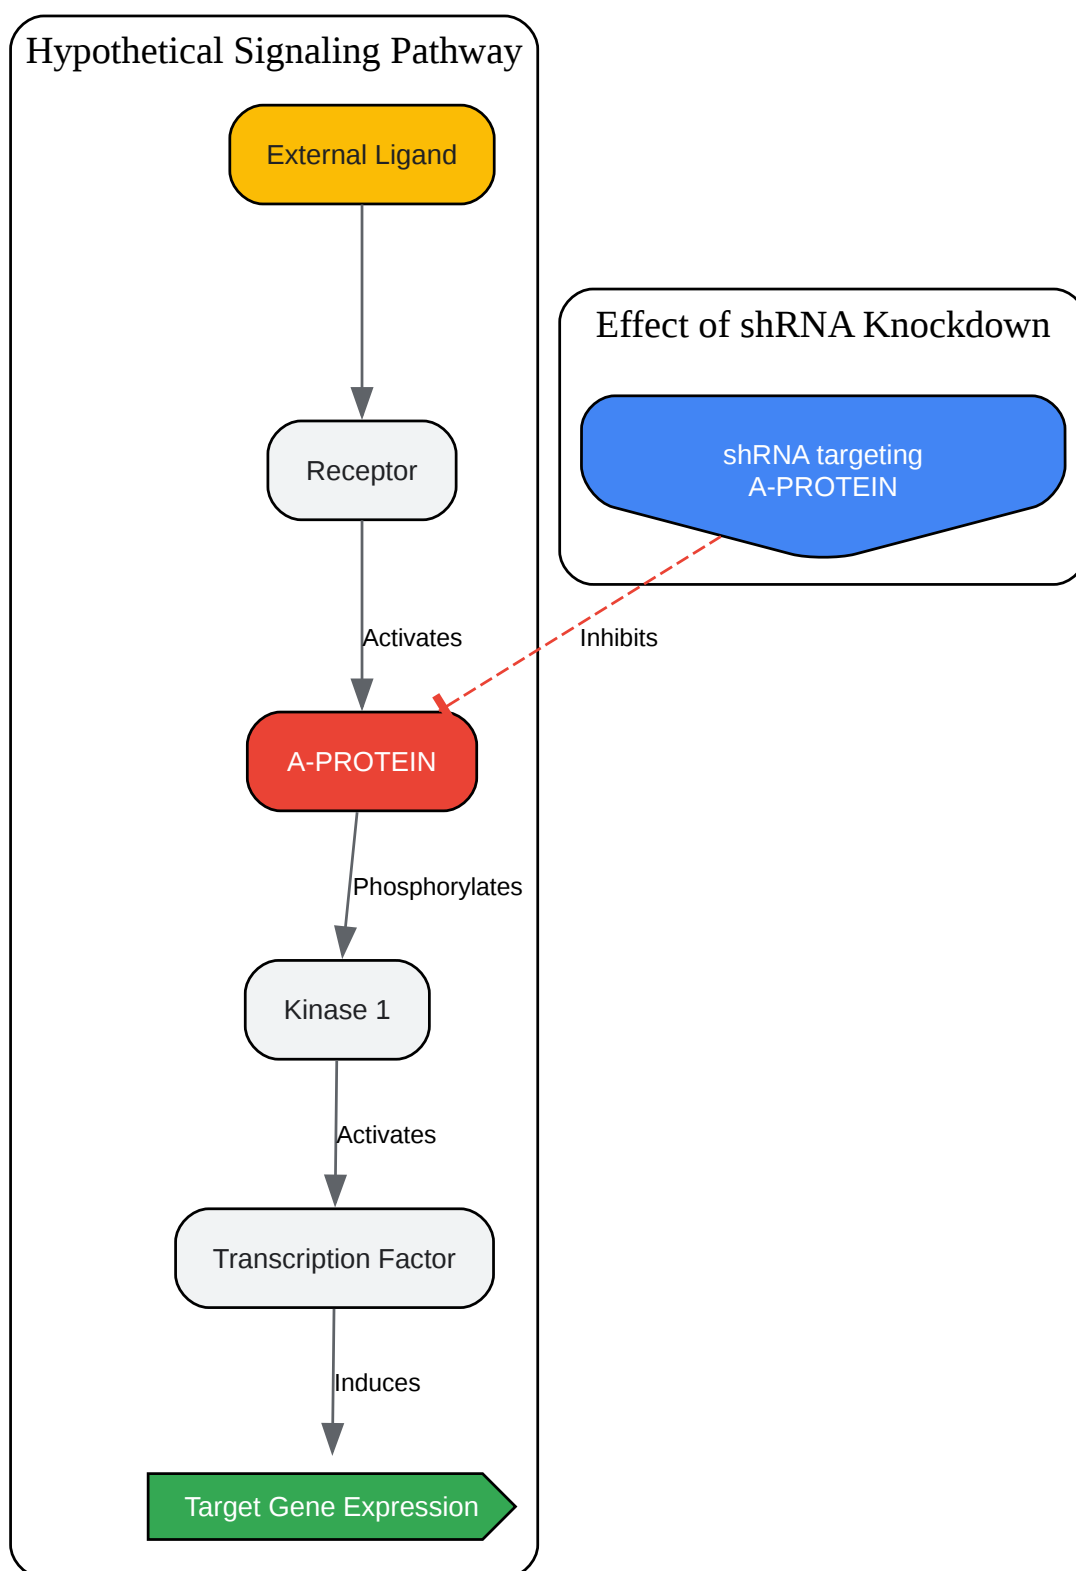 Hypothetical Signaling Pathway
External Ligand
Effect of shRNA Knockdown
shRNA targeting
A-PROTEIN
Receptor
Activates
Inhibits
A-PROTEIN
Phosphorylates
Kinase 1
Activates
Transcription Factor
Induces
Target Gene Expression